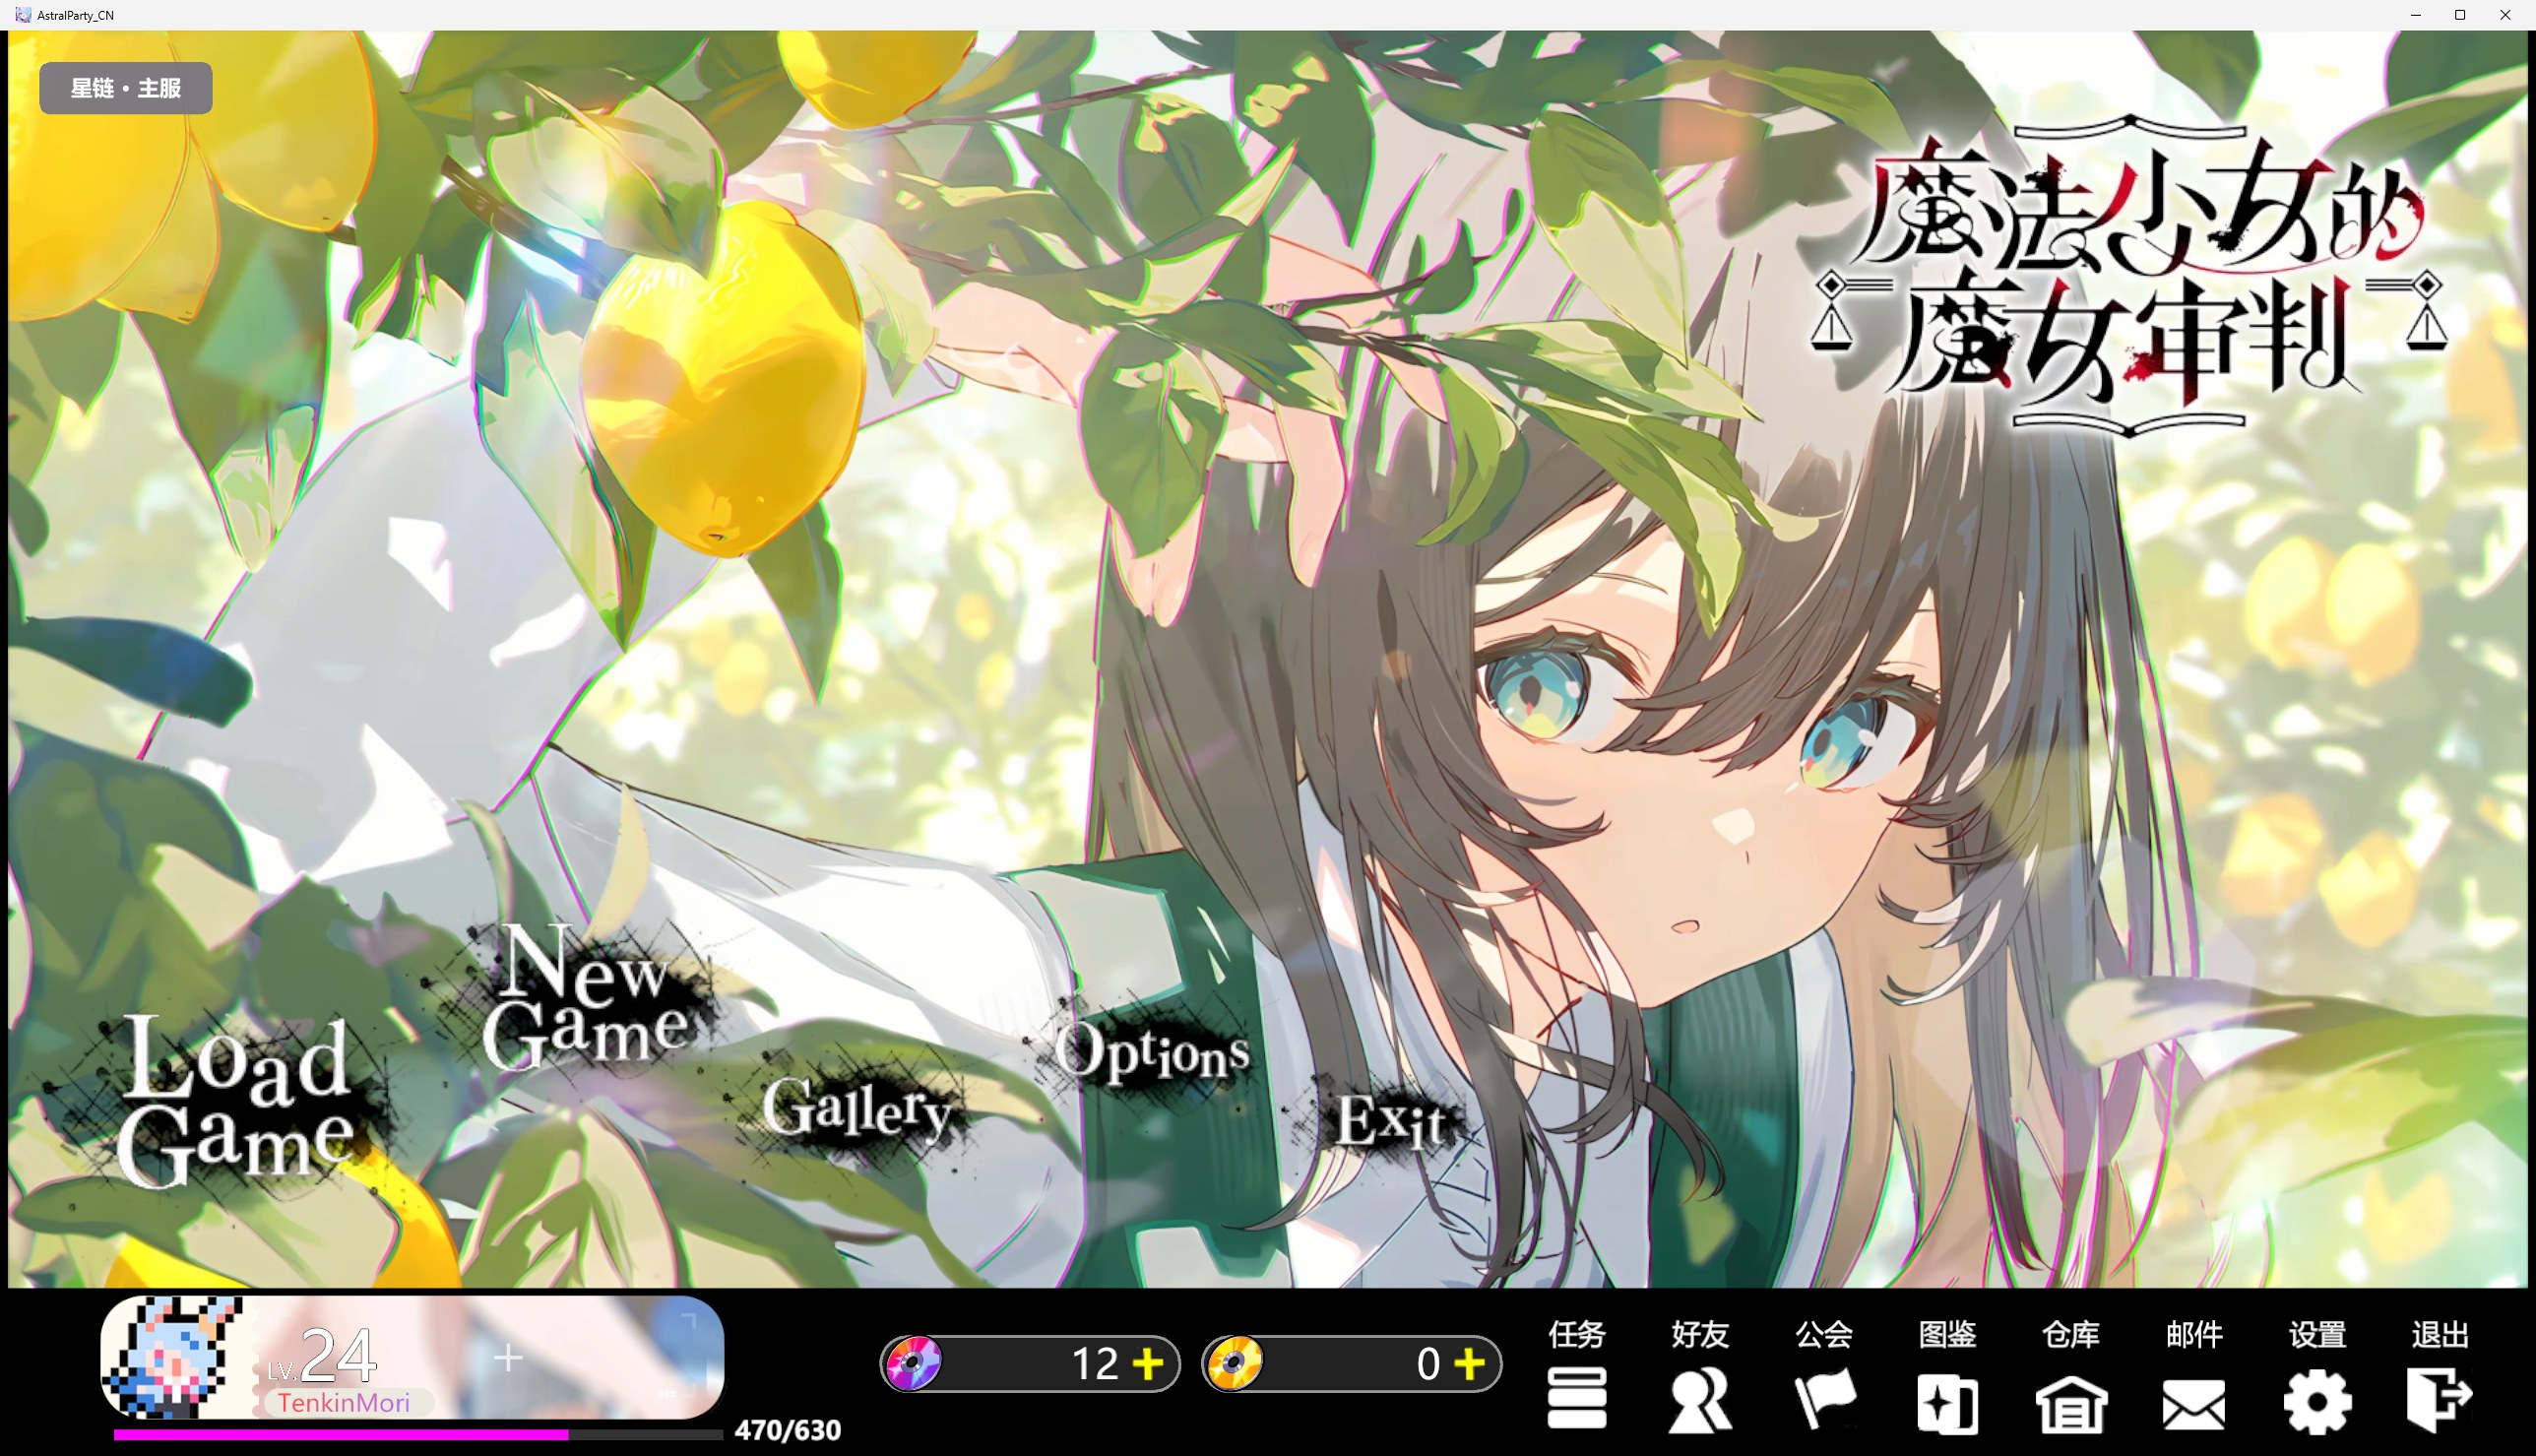 AstralParty_CN
星链·主服
魔法少女的
魔女审判
New
Game
Load
Game
Gallery
Options
Exit
LV.24
TenkinMori
470/630
12
0
任务
好友
公会
图鉴
仓库
邮件
设置
退出